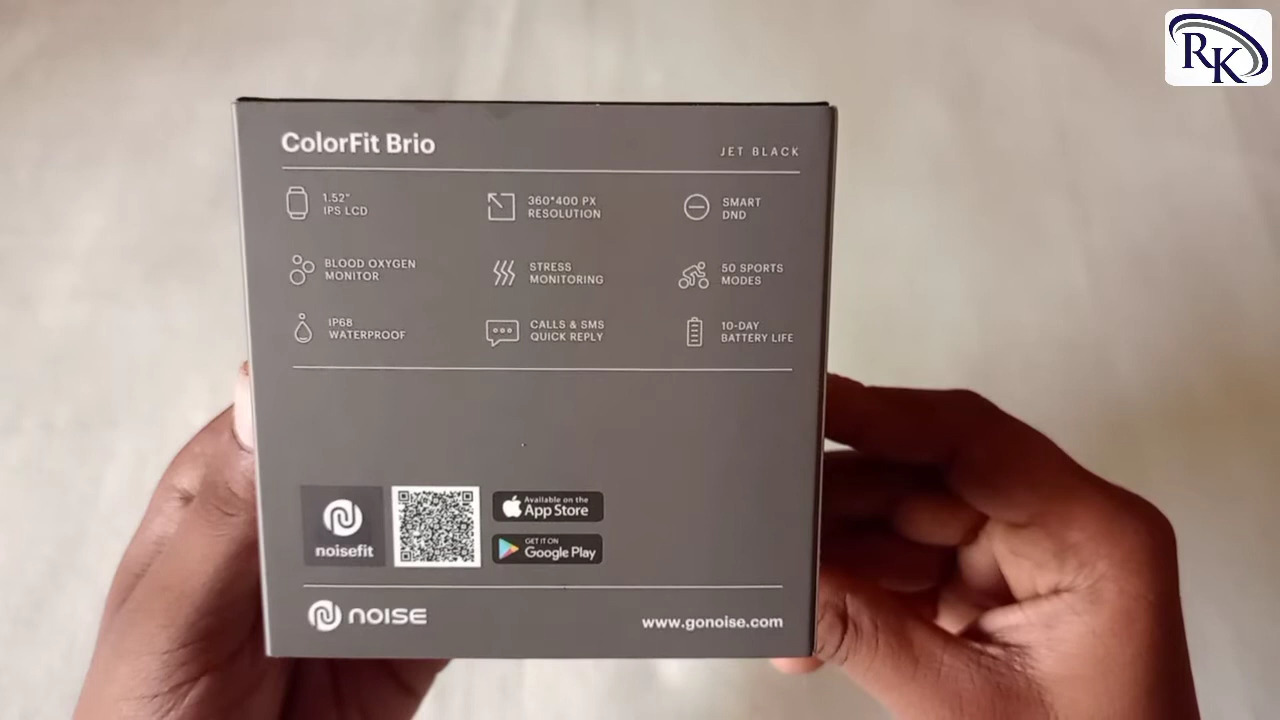 RK
ColorFit Brio
JET BLACK
1.52"
IPS LCD
360*400 PX
RESOLUTION
SMART
DND
BLOOD OXYGEN
MONITOR
STRESS
MONITORING
50 SPORTS
MODES
IP68
WATERPROOF
CALLS & SMS
QUICK REPLY
10-DAY
BATTERY LIFE
noisefit
Available on the
App Store
GET IT ON
Google Play
NOISE
www.gonoise.com